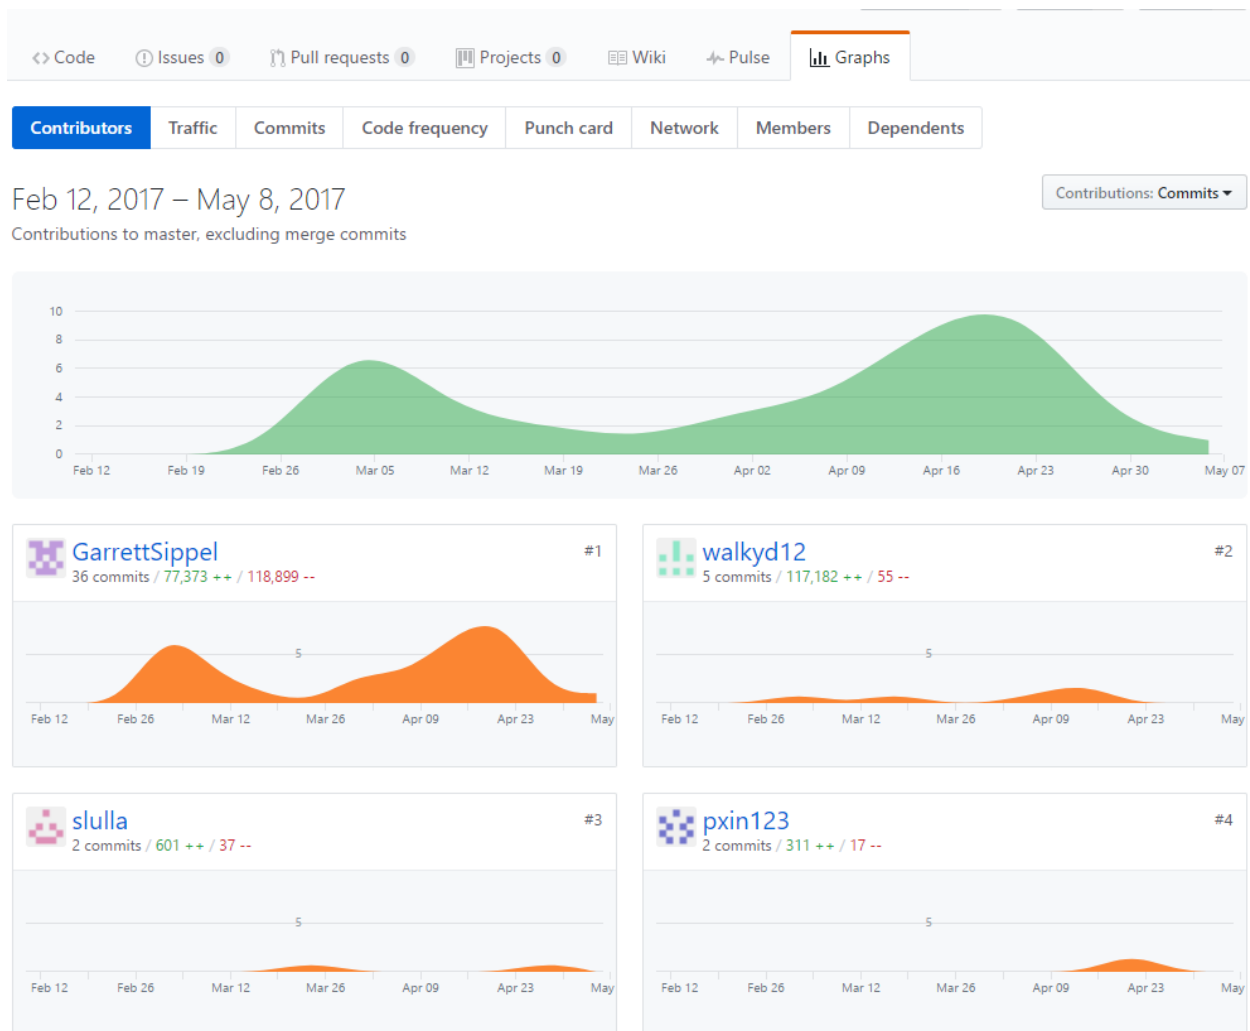 Code Issues 0 Pull requests 0 Projects 0 Wiki Pulse Graphs
Contributors Traffic Commits Code frequency Punch card Network Members Dependents
Feb 12, 2017 – May 8, 2017
Contributions: Commits
Contributions to master, excluding merge commits
10
8
6
4
2
0
Feb 12 Feb 19 Feb 26 Mar 05 Mar 12 Mar 19 Mar 26 Apr 02 Apr 09 Apr 16 Apr 23 Apr 30 May 07
GarrettSippel #1
36 commits / 77,373 ++ / 118,899 --
5
Feb 12 Feb 26 Mar 12 Mar 26 Apr 09 Apr 23 May
walkyd12 #2
5 commits / 117,182 ++ / 55 --
5
Feb 12 Feb 26 Mar 12 Mar 26 Apr 09 Apr 23 May
slulla #3
2 commits / 601 ++ / 37 --
5
Feb 12 Feb 26 Mar 12 Mar 26 Apr 09 Apr 23 May
pxin123 #4
2 commits / 311 ++ / 17 --
5
Feb 12 Feb 26 Mar 12 Mar 26 Apr 09 Apr 23 May